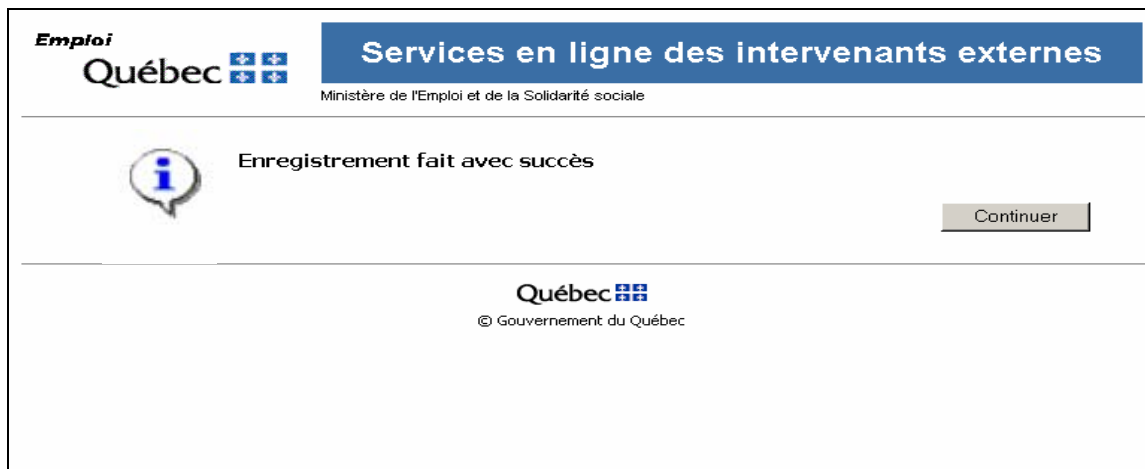 Emploi
Québec
Services en ligne des intervenants externes
Ministère de l'Emploi et de la Solidarité sociale
i
Enregistrement fait avec succès
Continuer
Québec
© Gouvernement du Québec